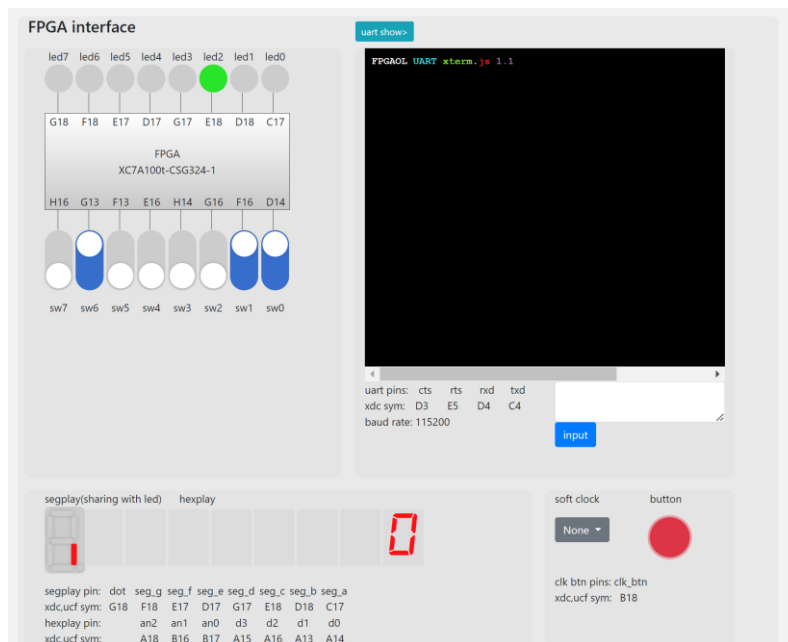 FPGA interface
uart show>
led7 led6 led5 led4 led3 led2 led1 led0
G18 F18 E17 D17 G17 E18 D18 C17
FPGA
XC7A100t-CSG324-1
H16 G13 F13 E16 H14 G16 F16 D14
sw7 sw6 sw5 sw4 sw3 sw2 sw1 sw0
FPGAOL UART xterm.js 1.1
uart pins: cts rts rxd txd
xdc sym: D3 E5 D4 C4
baud rate: 115200
input
segplay(sharing with led) hexplay
0
segplay pin: dot seg_g seg_f seg_e seg_d seg_c seg_b seg_a
xdc,ucf sym: G18 F18 E17 D17 G17 E18 D18 C17
hexplay pin: an2 an1 an0 d3 d2 d1 d0
xdc,ucf sym: A18 B16 B17 A15 A16 A13 A14
soft clock button
None
clk btn pins: clk_btn
xdc,ucf sym: B18